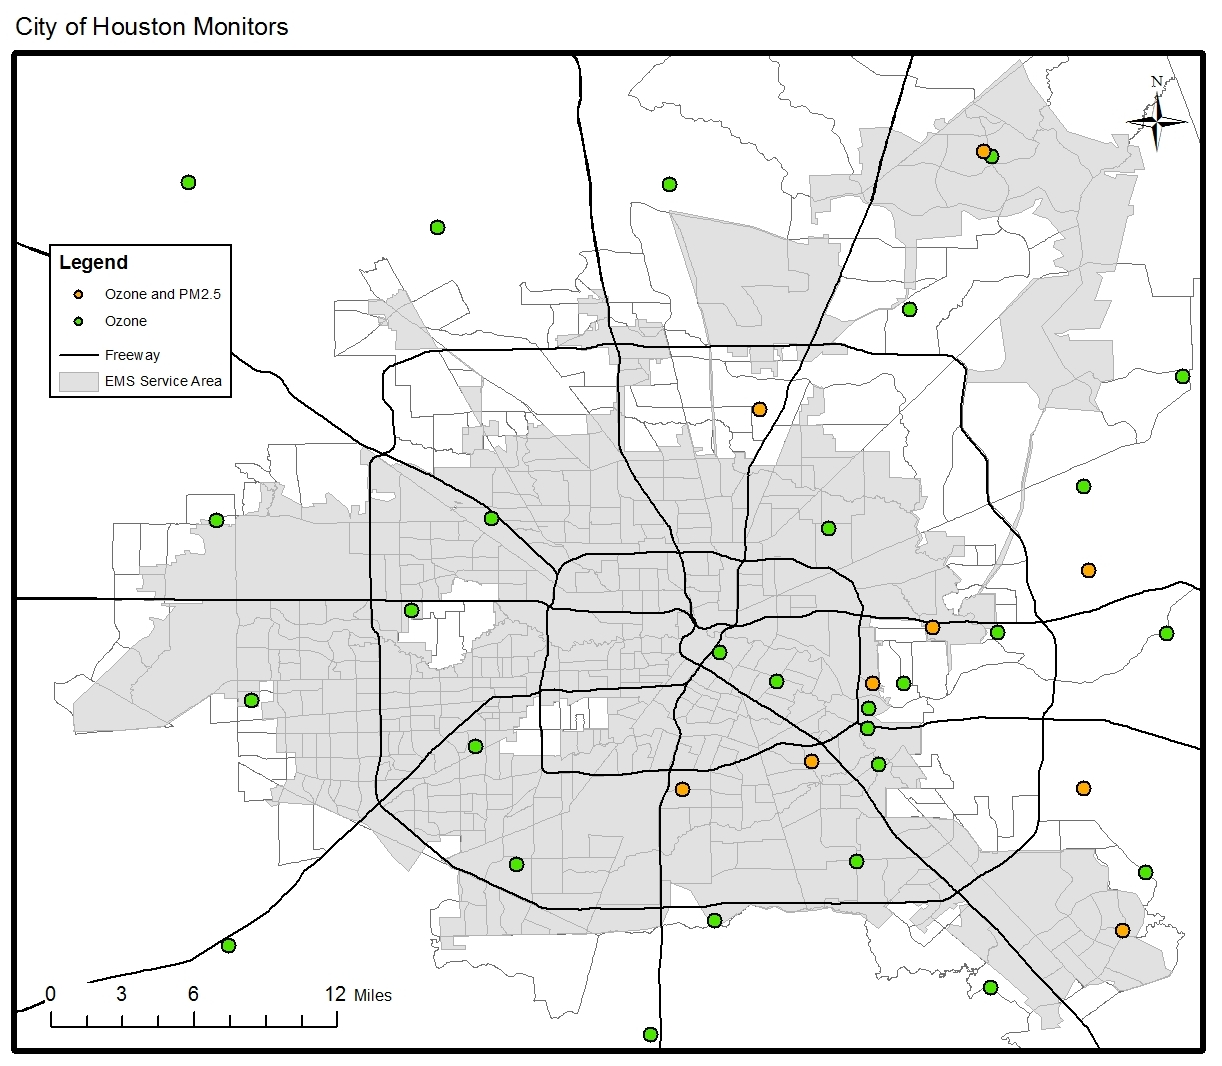 City of Houston Monitors
N
Legend
Ozone and PM2.5
Ozone
Freeway
EMS Service Area
0 3 6 12 Miles